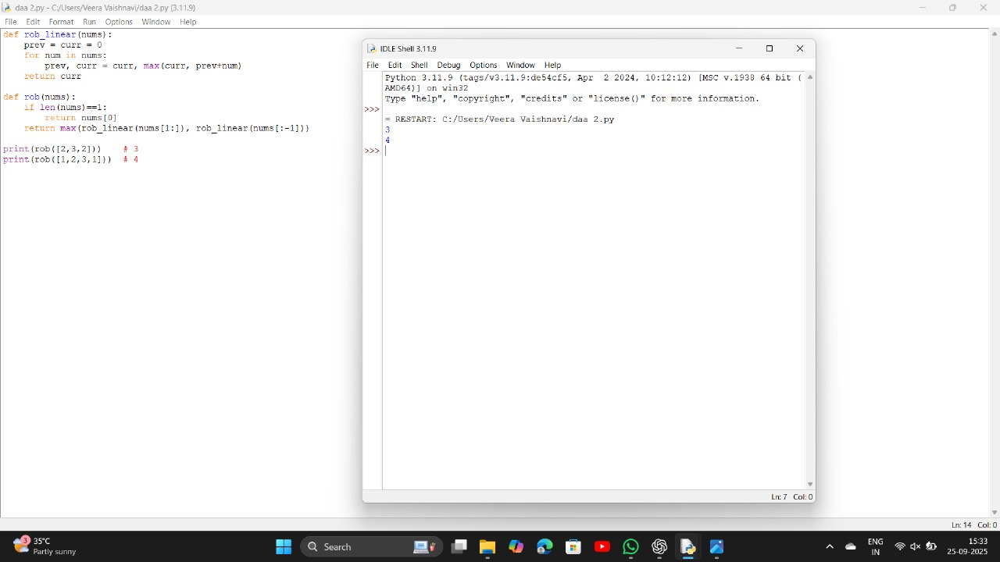 daa 2.py - C:/Users/Veera Vaishnavi/daa 2.py (3.11.9)
File Edit Format Run Options Window Help
def rob_linear(nums):
    prev = curr = 0
    for num in nums:
        prev, curr = curr, max(curr, prev+num)
    return curr

def rob(nums):
    if len(nums)==1:
        return nums[0]
    return max(rob_linear(nums[1:]), rob_linear(nums[:-1]))

print(rob([2,3,2]))    # 3
print(rob([1,2,3,1]))  # 4
IDLE Shell 3.11.9
File Edit Shell Debug Options Window Help
Python 3.11.9 (tags/v3.11.9:de54cf5, Apr  2 2024, 10:12:12) [MSC v.1938 64 bit (
AMD64)] on win32
Type "help", "copyright", "credits" or "license()" for more information.
>>>
= RESTART: C:/Users/Veera Vaishnavi/daa 2.py
3
4
>>>
Ln: 7 Col: 0
Ln: 14 Col: 0
3
35°C
Partly sunny
Search
ENG
IN
15:33
25-09-2025